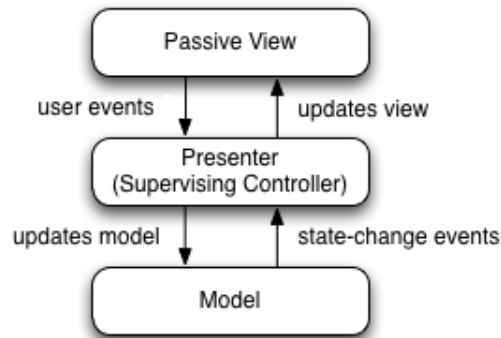 Passive View
user events
updates view
Presenter
(Supervising Controller)
updates model
state-change events
Model